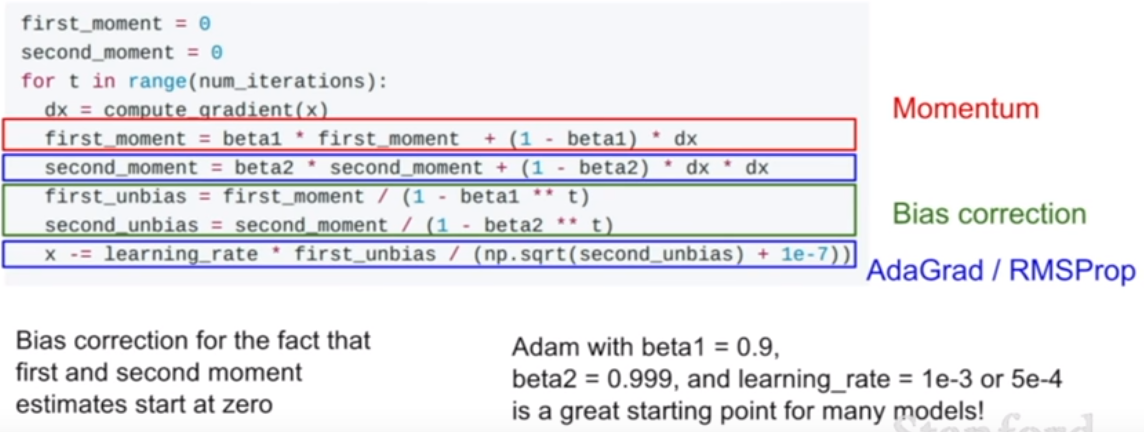 first_moment = 0
second_moment = 0
for t in range(num_iterations):
  dx = compute_gradient(x)
  first_moment = beta1 * first_moment  + (1 - beta1) * dx
  second_moment = beta2 * second_moment + (1 - beta2) * dx * dx
  first_unbias = first_moment / (1 - beta1 ** t)
  second_unbias = second_moment / (1 - beta2 ** t)
  x -= learning_rate * first_unbias / (np.sqrt(second_unbias) + 1e-7))
Momentum
Bias correction
AdaGrad / RMSProp
Bias correction for the fact that
first and second moment
estimates start at zero
Adam with beta1 = 0.9,
beta2 = 0.999, and learning_rate = 1e-3 or 5e-4
is a great starting point for many models!
Stanford